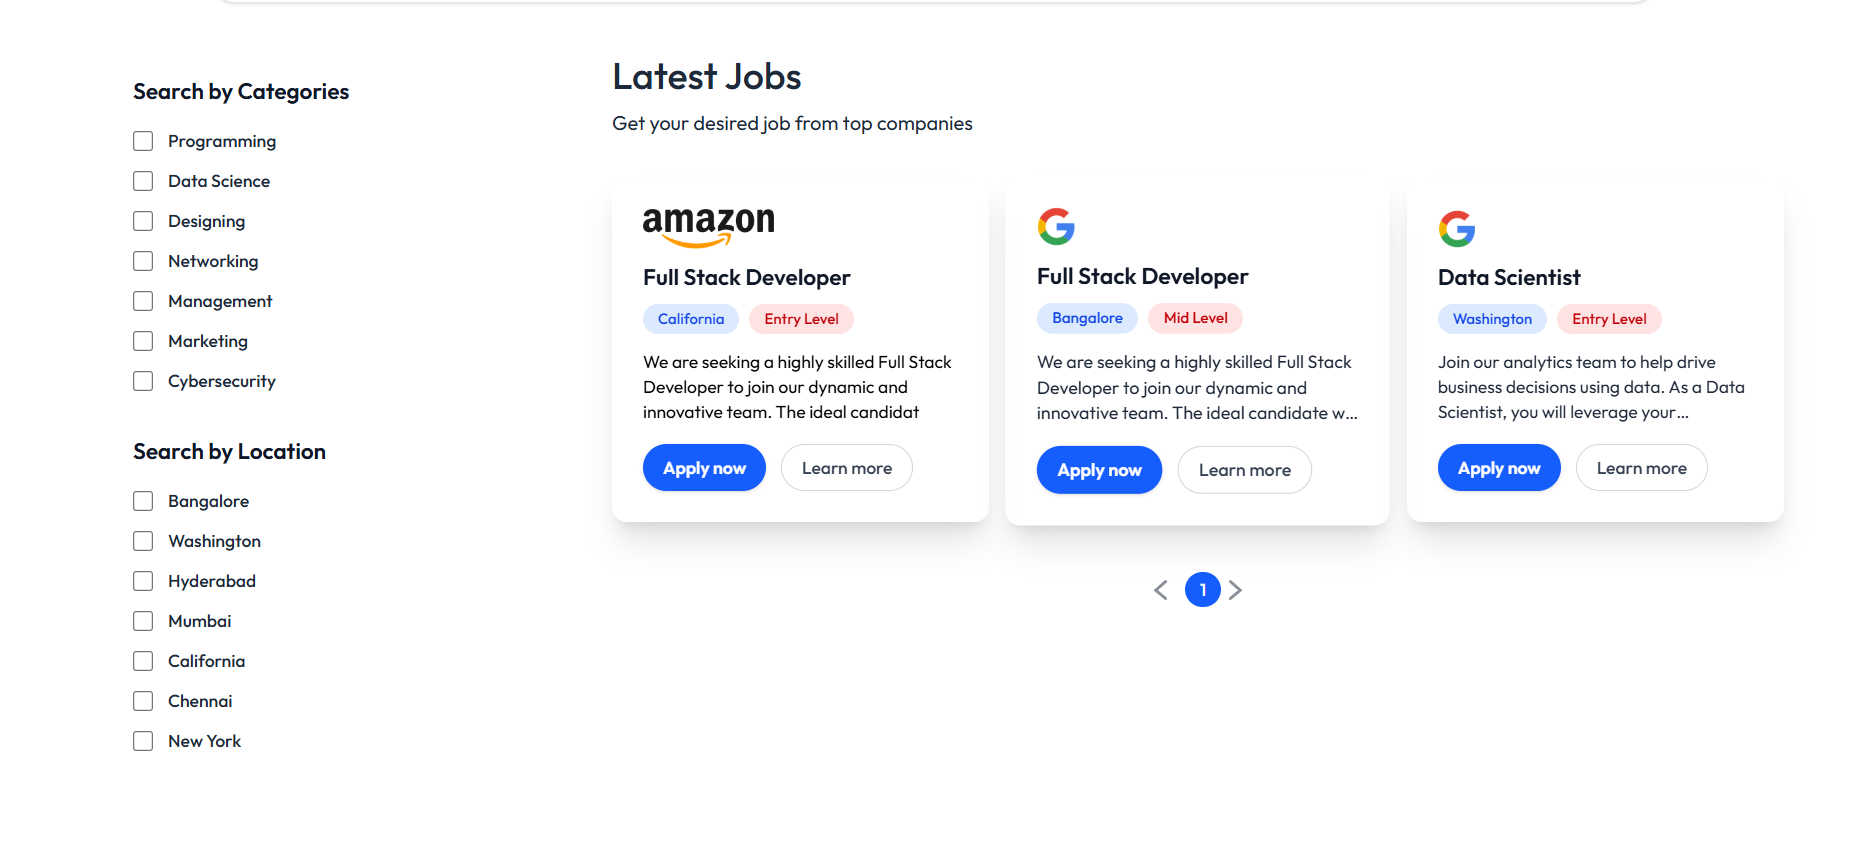 Search by Categories
Programming
Data Science
Designing
Networking
Management
Marketing
Cybersecurity
Search by Location
Bangalore
Washington
Hyderabad
Mumbai
California
Chennai
New York
Latest Jobs
Get your desired job from top companies
amazon
Full Stack Developer
California Entry Level
We are seeking a highly skilled Full Stack
Developer to join our dynamic and
innovative team. The ideal candidat
Apply now Learn more
G
Full Stack Developer
Bangalore Mid Level
We are seeking a highly skilled Full Stack
Developer to join our dynamic and
innovative team. The ideal candidate w...
Apply now Learn more
G
Data Scientist
Washington Entry Level
Join our analytics team to help drive
business decisions using data. As a Data
Scientist, you will leverage your...
Apply now Learn more
1